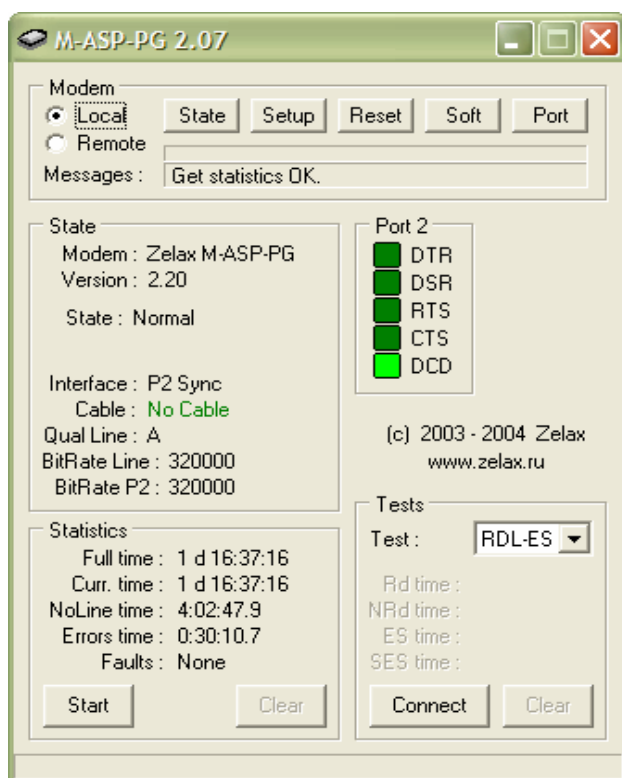 M-ASP-PG 2.07
Modem
Local State Setup Reset Soft Port
Remote
Messages : Get statistics OK.
State
Modem : Zelax M-ASP-PG
Version : 2.20
State : Normal
Interface : P2 Sync
Cable : No Cable
Qual Line : A
BitRate Line : 320000
BitRate P2 : 320000
Port 2
DTR
DSR
RTS
CTS
DCD
(c) 2003 - 2004 Zelax
www.zelax.ru
Statistics
Full time : 1 d 16:37:16
Curr. time : 1 d 16:37:16
NoLine time : 4:02:47.9
Errors time : 0:30:10.7
Faults : None
Start Clear
Tests
Test : RDL-ES
Rd time :
NRd time :
ES time :
SES time :
Connect Clear